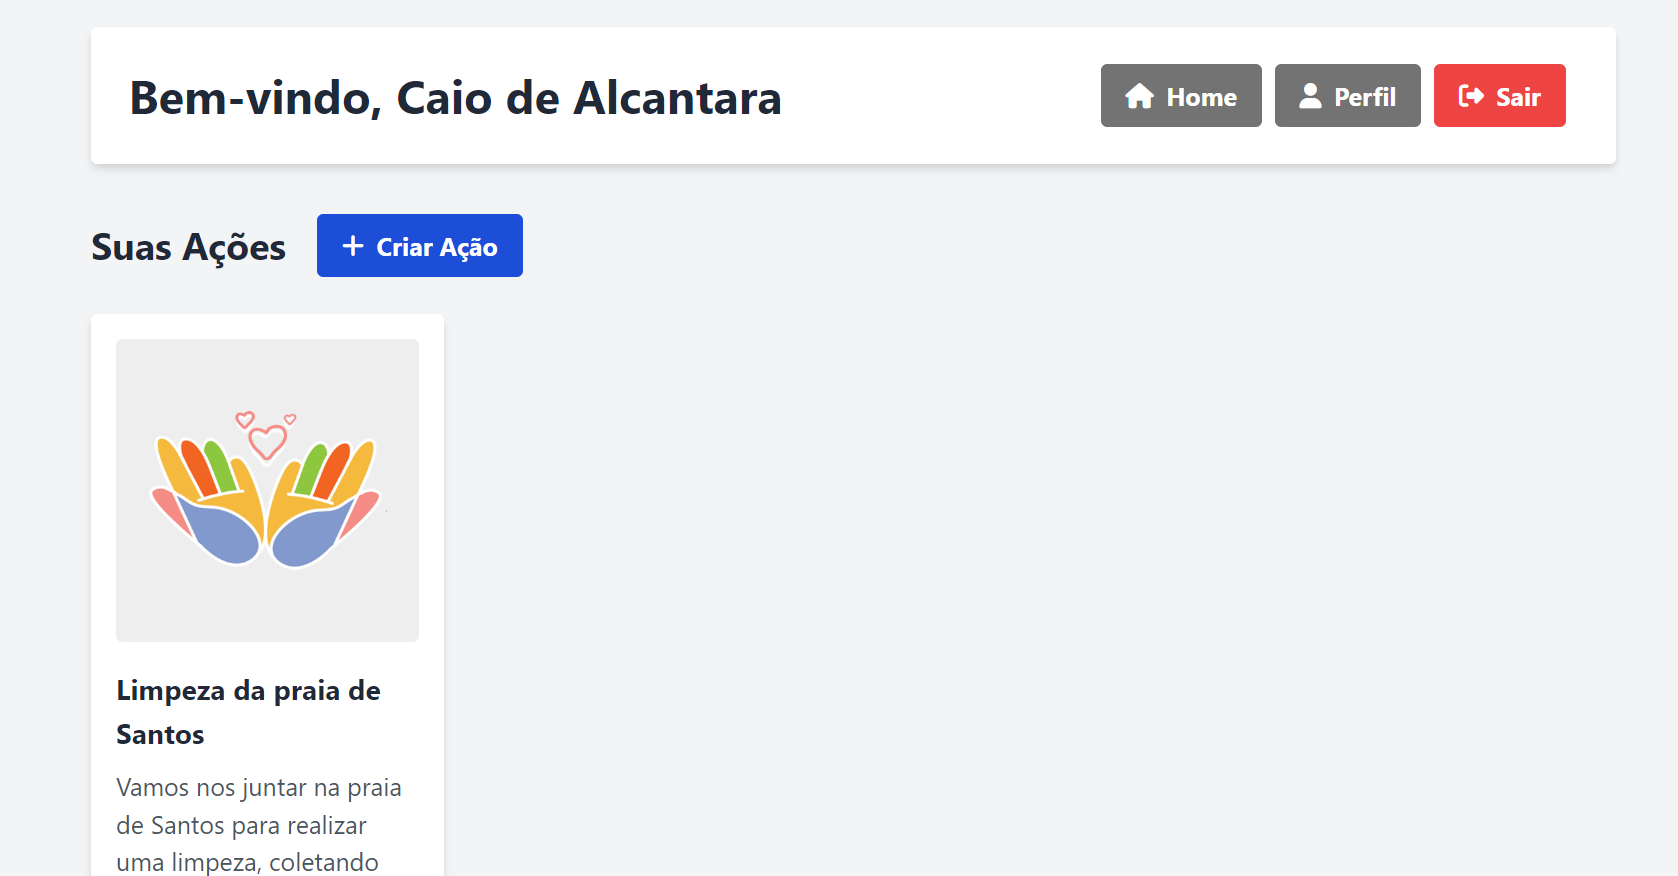 Bem-vindo, Caio de Alcantara
Home
Perfil
Sair
Suas Ações
Criar Ação
Limpeza da praia de
Santos
Vamos nos juntar na praia
de Santos para realizar
uma limpeza, coletando